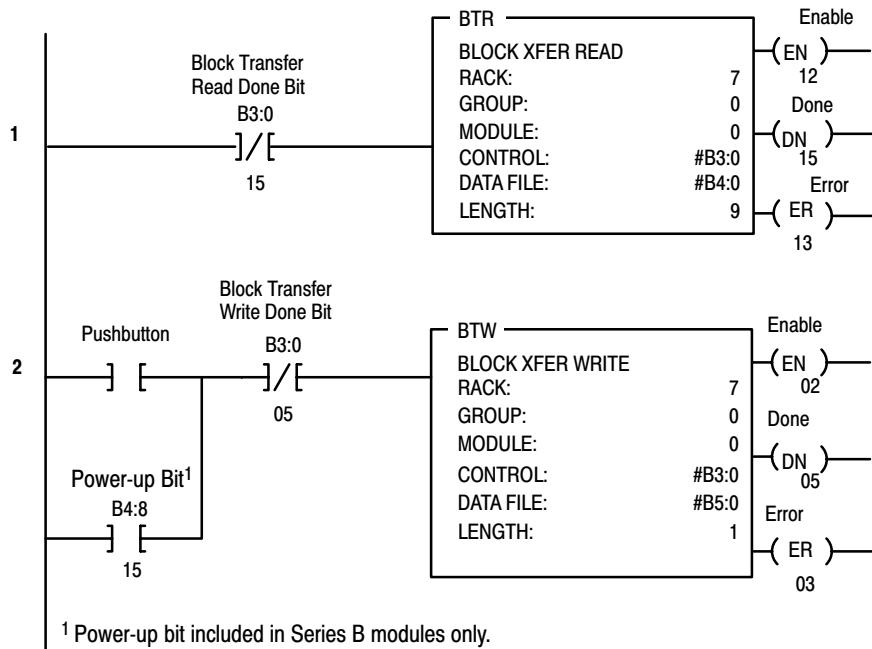 1
Block Transfer
Read Done Bit
B3:0
15
BTR
BLOCK XFER READ
RACK: 7
GROUP: 0
MODULE: 0
CONTROL: #B3:0
DATA FILE: #B4:0
LENGTH: 9
Enable
EN
12
Done
DN
15
Error
ER
13
2
Pushbutton
Power-up Bit1
B4:8
15
Block Transfer
Write Done Bit
B3:0
05
BTW
BLOCK XFER WRITE
RACK: 7
GROUP: 0
MODULE: 0
CONTROL: #B3:0
DATA FILE: #B5:0
LENGTH: 1
Enable
EN
02
Done
DN
05
Error
ER
03
1 Power-up bit included in Series B modules only.